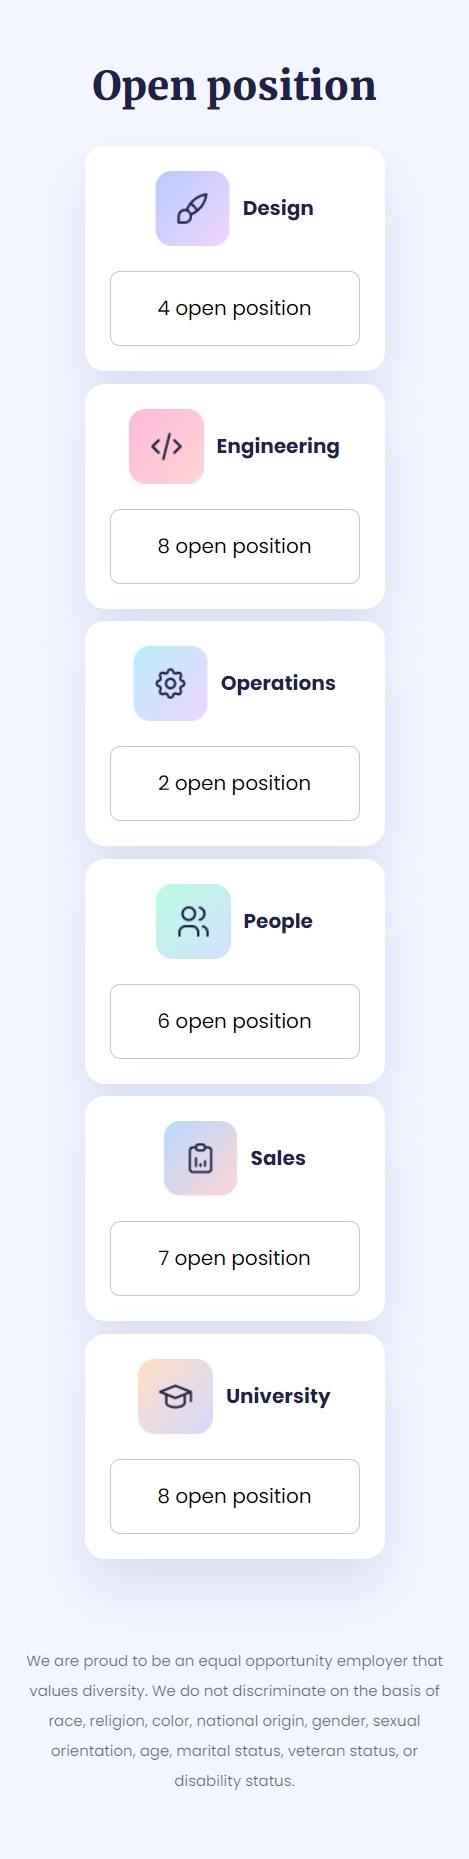 Open position
Design
4 open position
Engineering
8 open position
Operations
2 open position
People
6 open position
Sales
7 open position
University
8 open position
We are proud to be an equal opportunity employer that
values diversity. We do not discriminate on the basis of
race, religion, color, national origin, gender, sexual
orientation, age, marital status, veteran status, or
disability status.